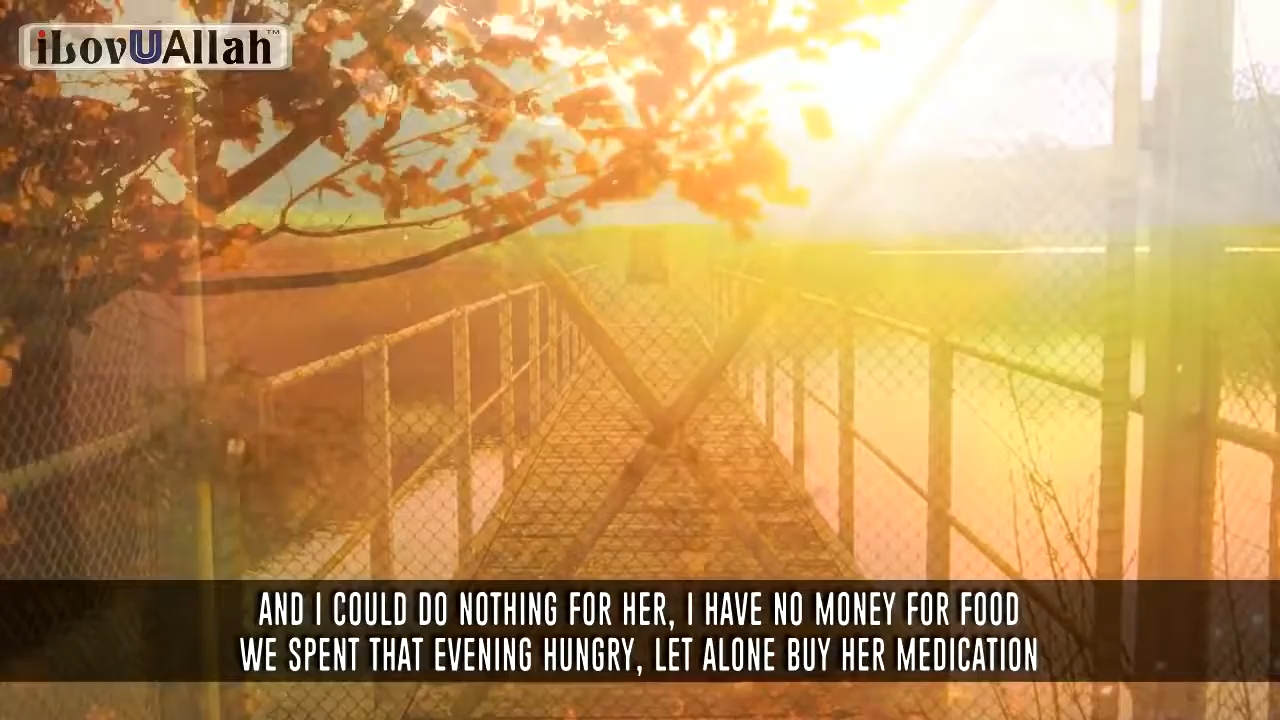 iLovUAllah™
AND I COULD DO NOTHING FOR HER, I HAVE NO MONEY FOR FOOD
WE SPENT THAT EVENING HUNGRY, LET ALONE BUY HER MEDICATION